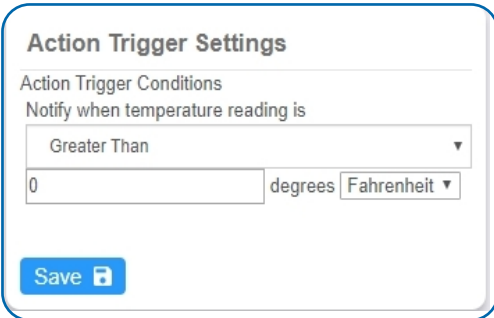 Action Trigger Settings
Action Trigger Conditions
Notify when temperature reading is
Greater Than
0 degrees Fahrenheit
Save